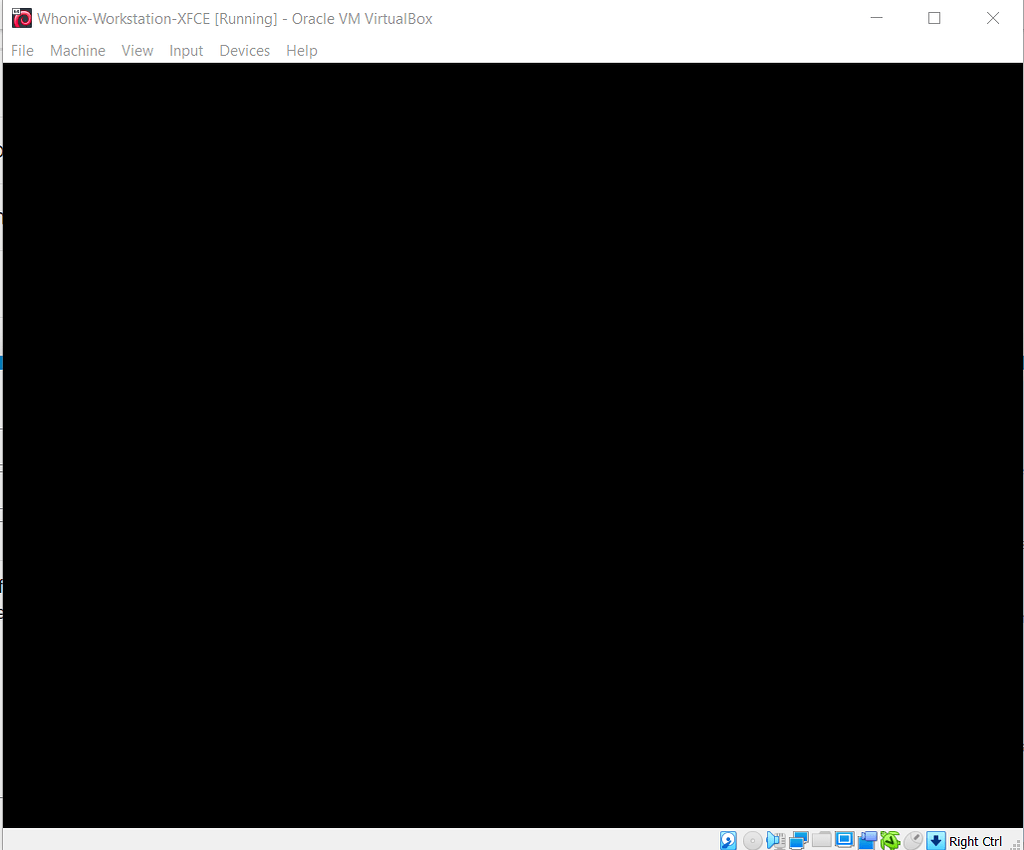 Whonix-Workstation-XFCE [Running] - Oracle VM VirtualBox
File Machine View Input Devices Help
Right Ctrl